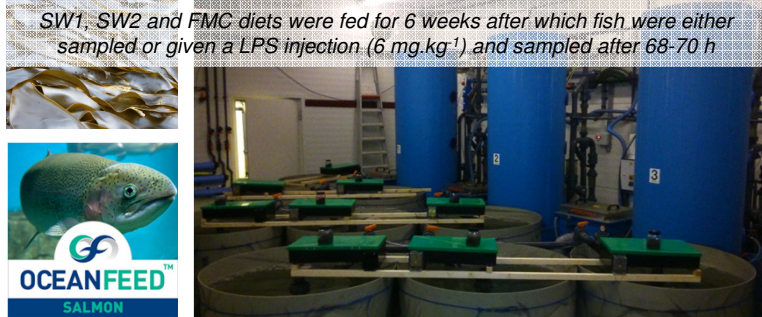 SW1, SW2 and FMC diets were fed for 6 weeks after which fish were either
sampled or given a LPS injection (6 mg.kg⁻¹) and sampled after 68-70 h
2
3
OCEANFEED™
SALMON